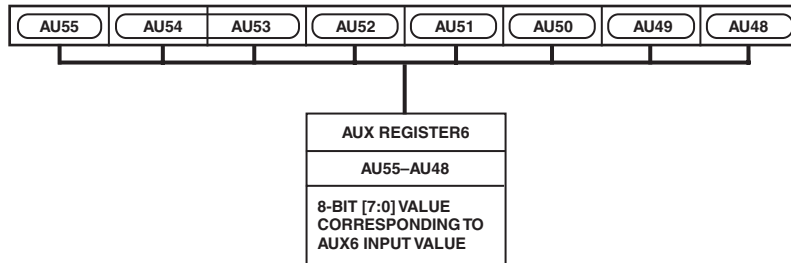 AU55 AU54 AU53 AU52 AU51 AU50 AU49 AU48
AUX REGISTER6
AU55–AU48
8-BIT [7:0] VALUE
CORRESPONDING TO
AUX6 INPUT VALUE